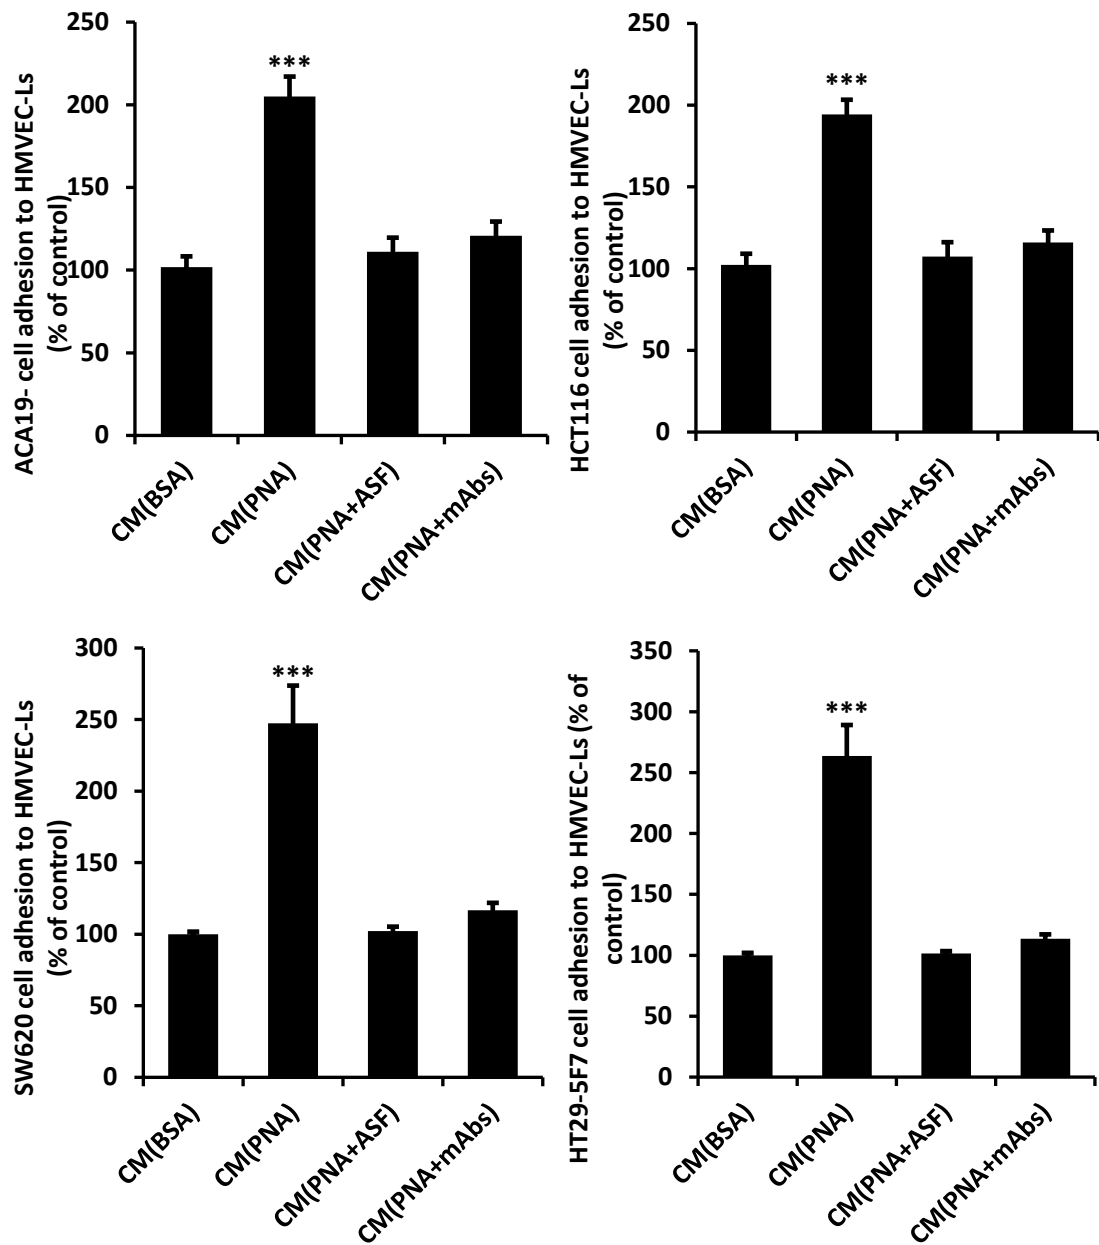 ACA19- cell adhesion to HMVEC-Ls
(% of control)
250
200
150
100
50
0
***
CM(BSA)
CM(PNA)
CM(PNA+ASF)
CM(PNA+mAbs)
HCT116 cell adhesion to HMVEC-Ls
(% of control)
250
200
150
100
50
0
***
CM(BSA)
CM(PNA)
CM(PNA+ASF)
CM(PNA+mAbs)
SW620 cell adhesion to HMVEC-Ls
(% of control)
300
250
200
150
100
50
0
***
CM(BSA)
CM(PNA)
CM(PNA+ASF)
CM(PNA+mAbs)
HT29-5F7 cell adhesion to HMVEC-Ls (% of
control)
350
300
250
200
150
100
50
0
***
CM(BSA)
CM(PNA)
CM(PNA+ASF)
CM(PNA+mAbs)